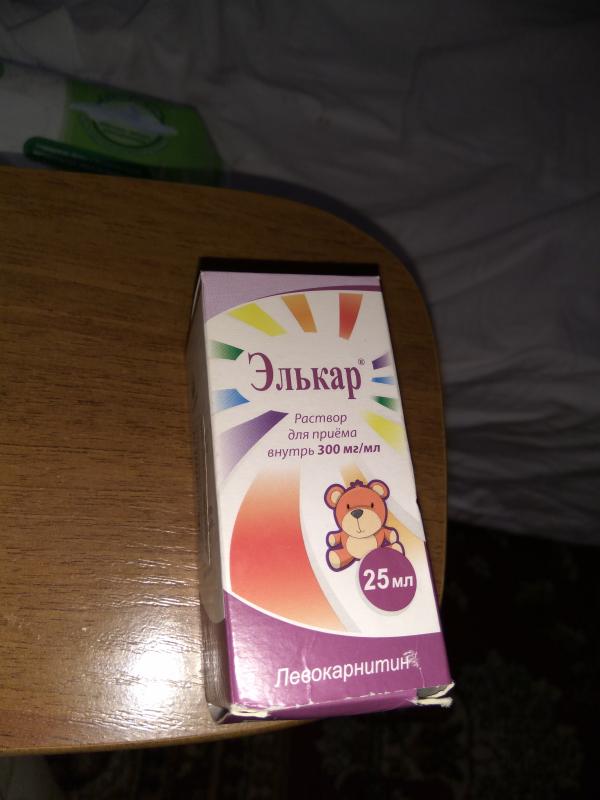 Элькар®
Раствор
для приёма
внутрь 300 мг/мл
25 мл
Левокарнитин